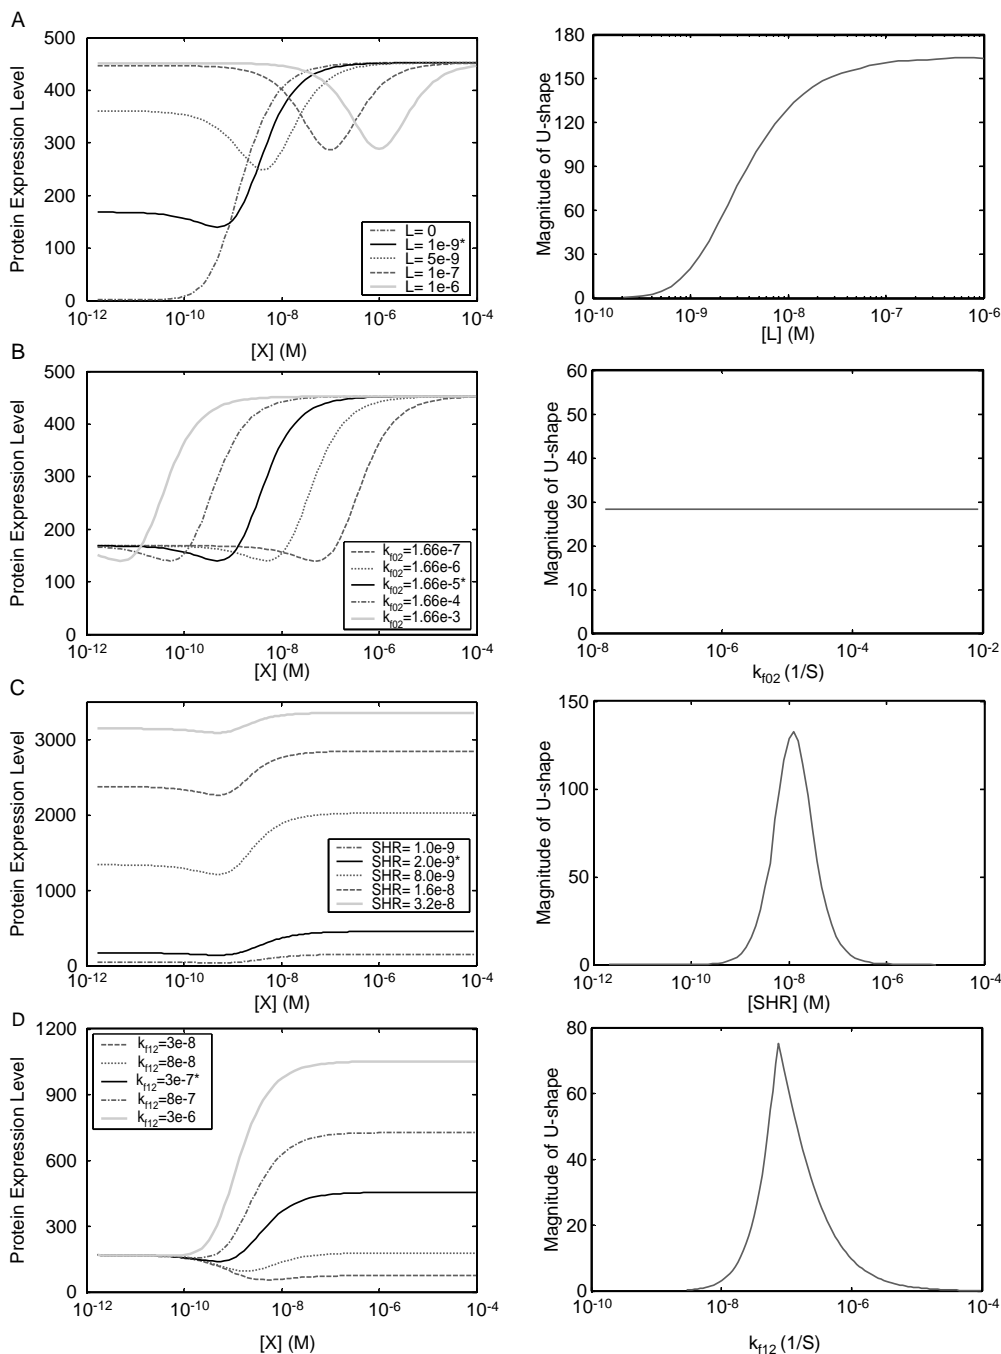 A
Protein Expression Level
500
400
300
200
100
0
L= 0
L= 1e-9*
L= 5e-9
L= 1e-7
L= 1e-6
10-12 10-10 10-8 10-6 10-4
[X] (M)
Magnitude of U-shape
180
150
120
90
60
30
0
10-10 10-9 10-8 10-7 10-6
[L] (M)
B
Protein Expression Level
500
400
300
200
100
0
kf02=1.66e-7
kf02=1.66e-6
kf02=1.66e-5*
kf02=1.66e-4
kf02=1.66e-3
10-12 10-10 10-8 10-6 10-4
[X] (M)
Magnitude of U-shape
60
50
40
30
20
10
0
10-8 10-6 10-4 10-2
kf02 (1/S)
C
Protein Expression Level
3000
2000
1000
0
SHR= 1.0e-9
SHR= 2.0e-9*
SHR= 8.0e-9
SHR= 1.6e-8
SHR= 3.2e-8
10-12 10-10 10-8 10-6 10-4
[X] (M)
Magnitude of U-shape
150
100
50
0
10-12 10-10 10-8 10-6 10-4
[SHR] (M)
D
Protein Expression Level
1200
900
600
300
0
kf12=3e-8
kf12=8e-8
kf12=3e-7*
kf12=8e-7
kf12=3e-6
10-12 10-10 10-8 10-6 10-4
[X] (M)
Magnitude of U-shape
80
60
40
20
0
10-10 10-8 10-6 10-4
kf12 (1/S)